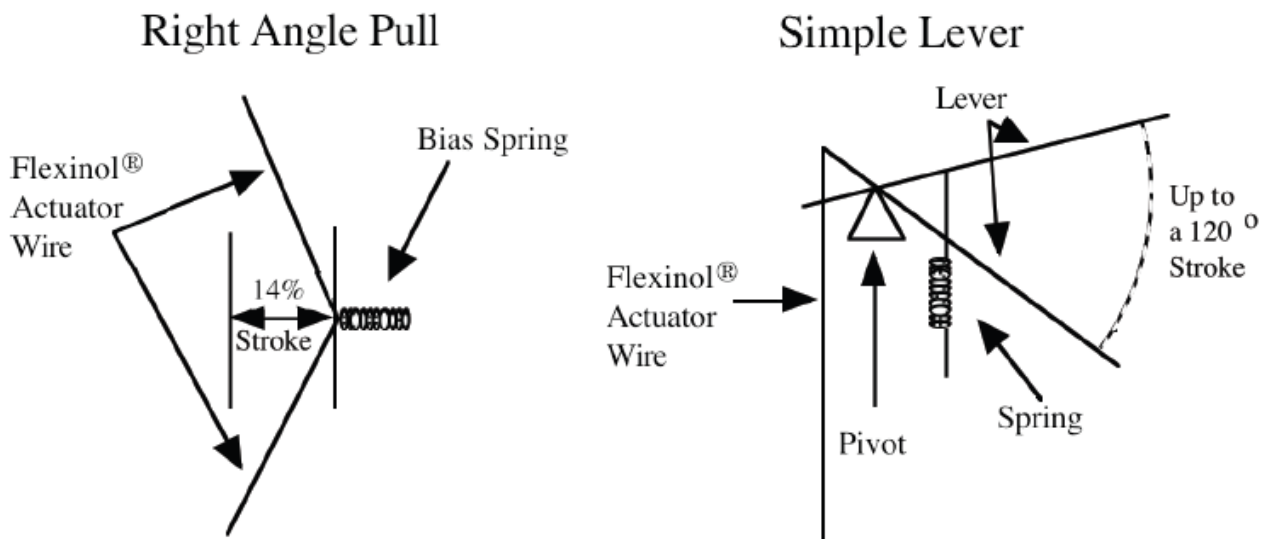 Right Angle Pull
Flexinol®
Actuator
Wire
Bias Spring
14%
Stroke
Simple Lever
Lever
Up to
a 120 °
Stroke
Flexinol®
Actuator
Wire
Pivot
Spring